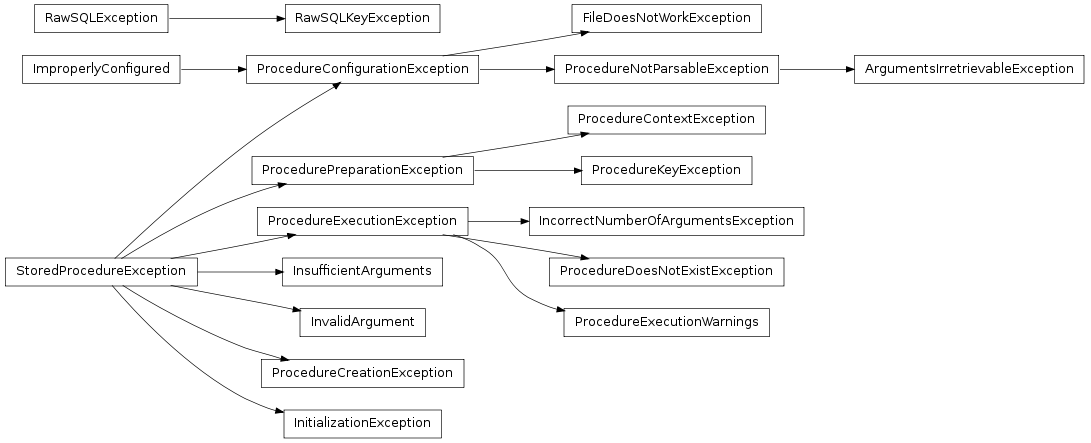 RawSQLException
RawSQLKeyException
FileDoesNotWorkException
ImproperlyConfigured
ProcedureConfigurationException
ProcedureNotParsableException
ArgumentsIrretrievableException
ProcedureContextException
ProcedurePreparationException
ProcedureKeyException
ProcedureExecutionException
IncorrectNumberOfArgumentsException
StoredProcedureException
InsufficientArguments
ProcedureDoesNotExistException
InvalidArgument
ProcedureExecutionWarnings
ProcedureCreationException
InitializationException